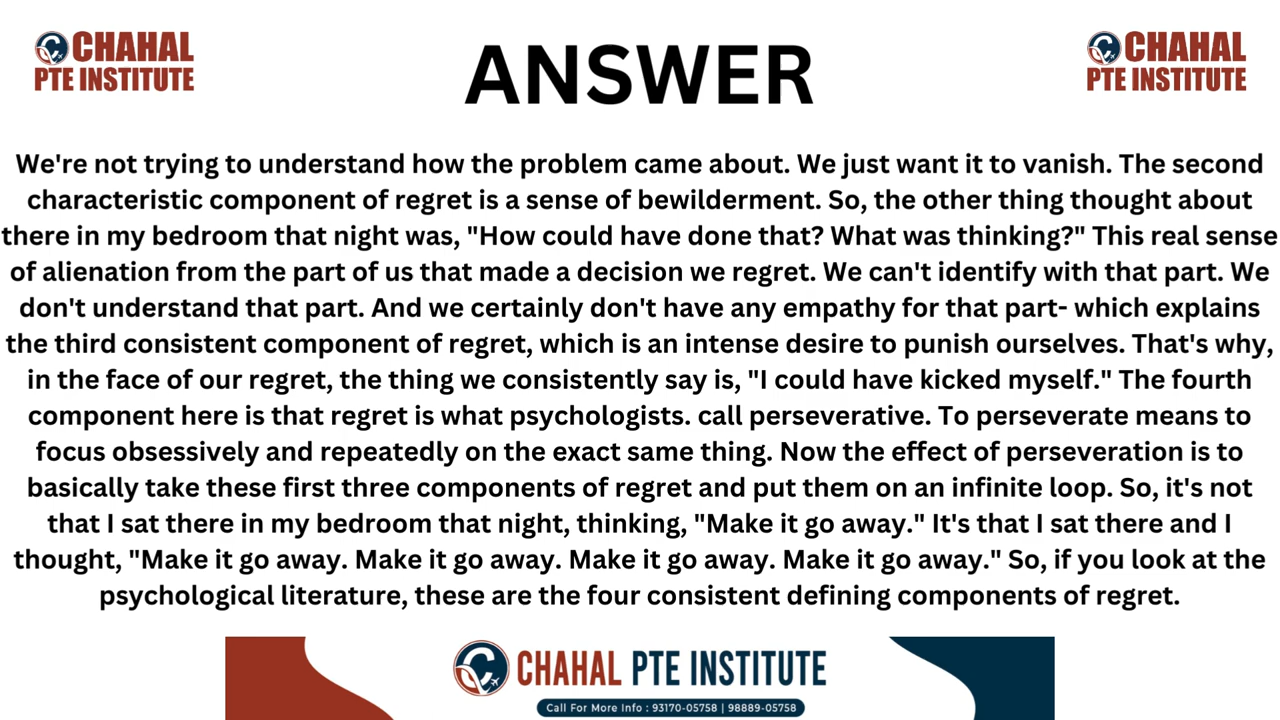 CHAHAL
PTE INSTITUTE
ANSWER
CHAHAL
PTE INSTITUTE
We're not trying to understand how the problem came about. We just want it to vanish. The second
characteristic component of regret is a sense of bewilderment. So, the other thing thought about
there in my bedroom that night was, "How could have done that? What was thinking?" This real sense
of alienation from the part of us that made a decision we regret. We can't identify with that part. We
don't understand that part. And we certainly don't have any empathy for that part- which explains
the third consistent component of regret, which is an intense desire to punish ourselves. That's why,
in the face of our regret, the thing we consistently say is, "I could have kicked myself." The fourth
component here is that regret is what psychologists. call perseverative. To perseverate means to
focus obsessively and repeatedly on the exact same thing. Now the effect of perseveration is to
basically take these first three components of regret and put them on an infinite loop. So, it's not
that I sat there in my bedroom that night, thinking, "Make it go away." It's that I sat there and I
thought, "Make it go away. Make it go away. Make it go away. Make it go away." So, if you look at the
psychological literature, these are the four consistent defining components of regret.
CHAHAL PTE INSTITUTE
Call For More Info : 93170-05758 | 98889-05758